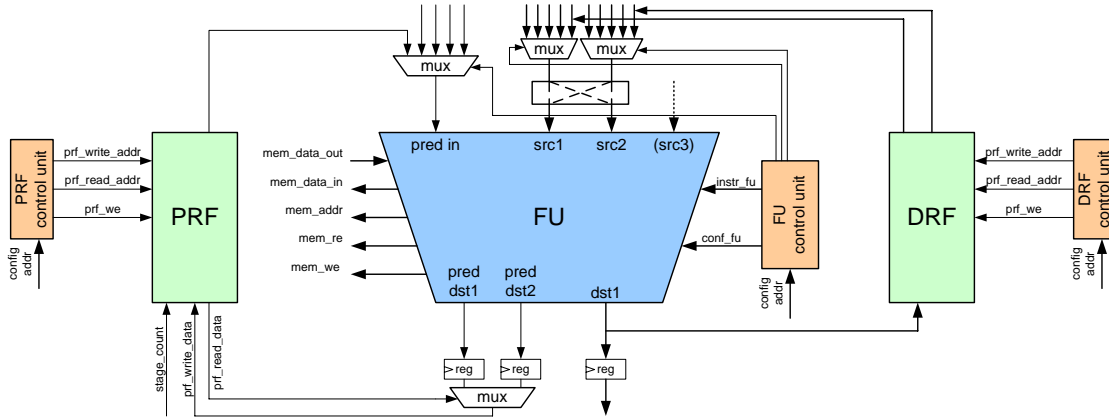 mux
mux
mux
pred in
src1
src2
(src3)
mem_data_out
mem_data_in
mem_addr
mem_re
mem_we
FU
pred
dst1
pred
dst2
dst1
instr_fu
conf_fu
FU
control unit
config
addr
PRF
control unit
prf_write_addr
prf_read_addr
prf_we
config
addr
PRF
stage_count
prf_write_data
prf_read_data
>reg
>reg
>reg
mux
DRF
prf_write_addr
prf_read_addr
prf_we
DRF
control unit
config
addr